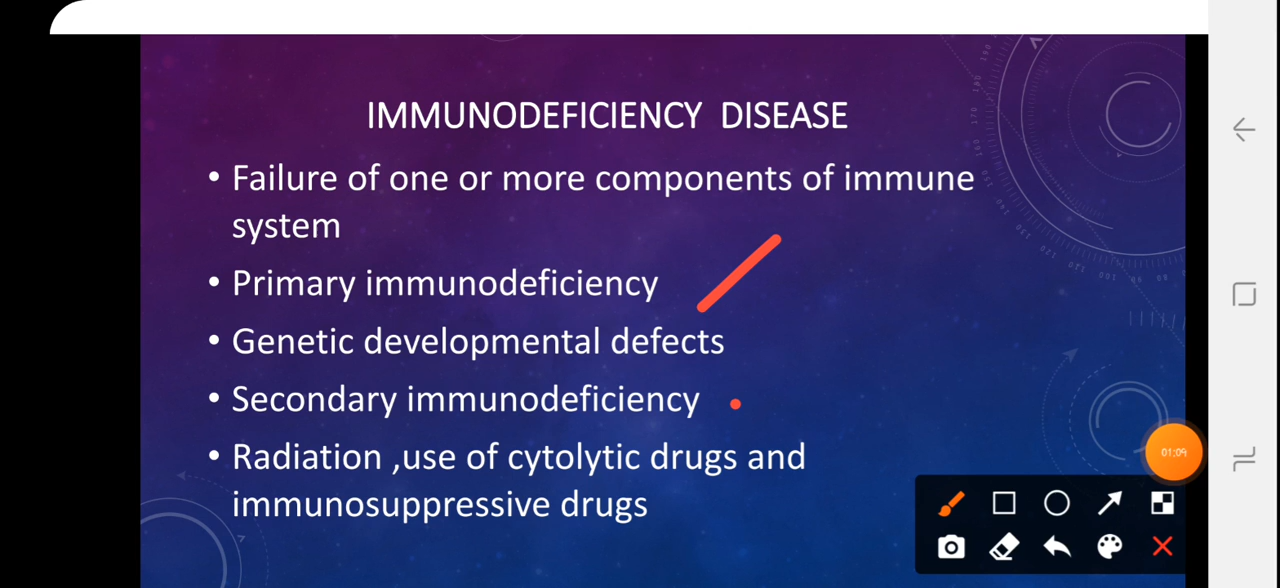 IMMUNODEFICIENCY DISEASE
• Failure of one or more components of immune
system
• Primary immunodeficiency
• Genetic developmental defects
• Secondary immunodeficiency
• Radiation ,use of cytolytic drugs and
immunosuppressive drugs
01:09